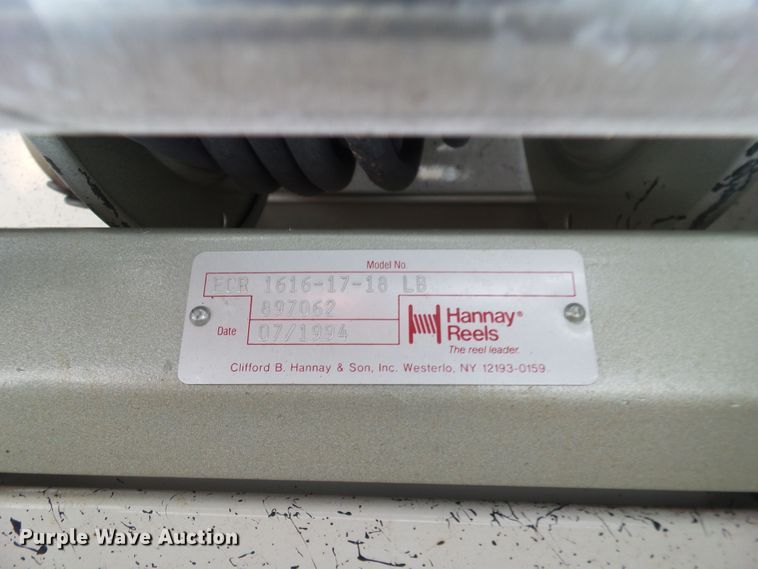 Model No.
ECR 1616-17-18 LB
897062
Date 07/1994
Hannay®
Reels
The reel leader.
Clifford B. Hannay & Son, Inc. Westerlo, NY 12193-0159
Purple Wave Auction